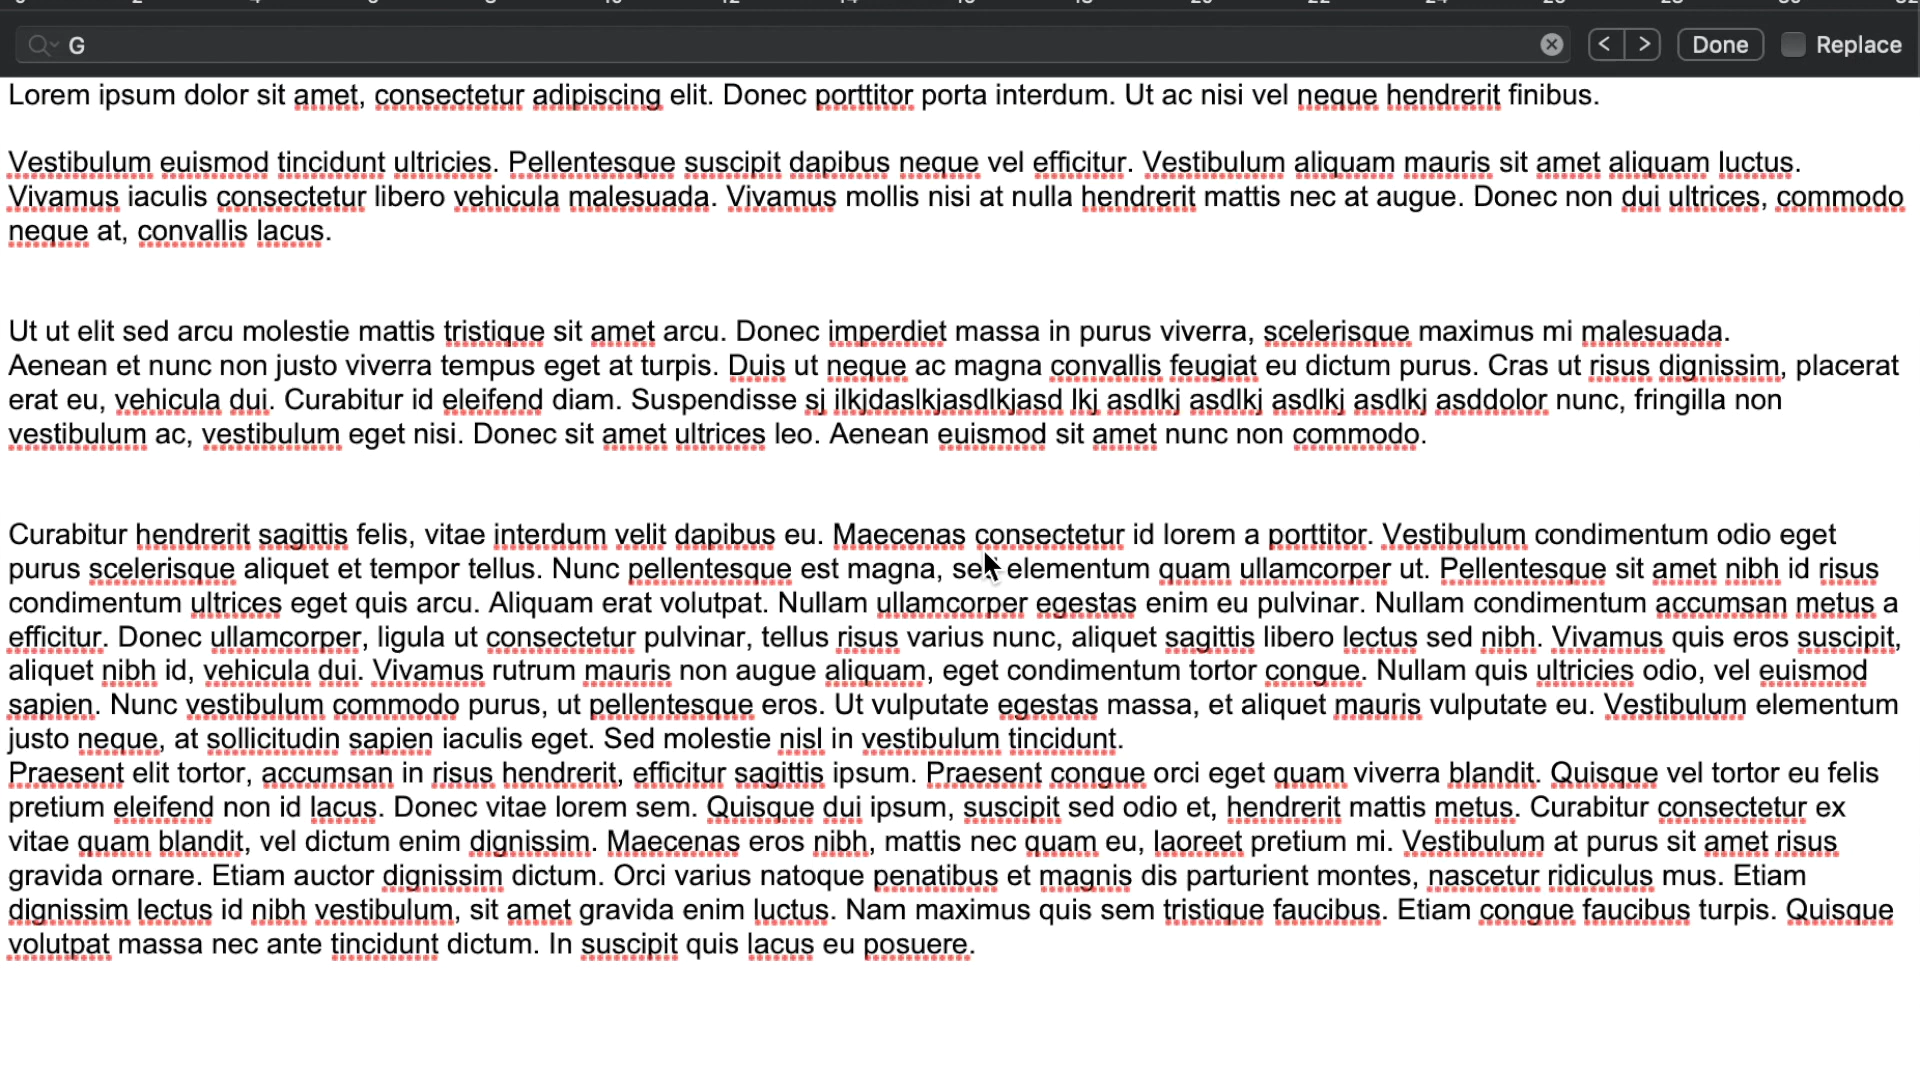 G
Done
Replace
Lorem ipsum dolor sit amet, consectetur adipiscing elit. Donec porttitor porta interdum. Ut ac nisi vel neque hendrerit finibus.
Vestibulum euismod tincidunt ultricies. Pellentesque suscipit dapibus neque vel efficitur. Vestibulum aliquam mauris sit amet aliquam luctus.
Vivamus iaculis consectetur libero vehicula malesuada. Vivamus mollis nisi at nulla hendrerit mattis nec at augue. Donec non dui ultrices, commodo
neque at, convallis lacus.
Ut ut elit sed arcu molestie mattis tristique sit amet arcu. Donec imperdiet massa in purus viverra, scelerisque maximus mi malesuada.
Aenean et nunc non justo viverra tempus eget at turpis. Duis ut neque ac magna convallis feugiat eu dictum purus. Cras ut risus dignissim, placerat
erat eu, vehicula dui. Curabitur id eleifend diam. Suspendisse sj ilkjdaslkjasdlkjasd lkj asdlkj asdlkj asdlkj asdlkj asddolor nunc, fringilla non
vestibulum ac, vestibulum eget nisi. Donec sit amet ultrices leo. Aenean euismod sit amet nunc non commodo.
Curabitur hendrerit sagittis felis, vitae interdum velit dapibus eu. Maecenas consectetur id lorem a porttitor. Vestibulum condimentum odio eget
purus scelerisque aliquet et tempor tellus. Nunc pellentesque est magna, elementum quam ullamcorper ut. Pellentesque sit amet nibh id risus
condimentum ultrices eget quis arcu. Aliquam erat volutpat. Nullam ullamcorper egestas enim eu pulvinar. Nullam condimentum accumsan metus a
efficitur. Donec ullamcorper, ligula ut consectetur pulvinar, tellus risus varius nunc, aliquet sagittis libero lectus sed nibh. Vivamus quis eros suscipit,
aliquet nibh id, vehicula dui. Vivamus rutrum mauris non augue aliquam, eget condimentum tortor congue. Nullam quis ultricies odio, vel euismod
sapien. Nunc vestibulum commodo purus, ut pellentesque eros. Ut vulputate egestas massa, et aliquet mauris vulputate eu. Vestibulum elementum
justo neque, at sollicitudin sapien iaculis eget. Sed molestie nisl in vestibulum tincidunt.
Praesent elit tortor, accumsan in risus hendrerit, efficitur sagittis ipsum. Praesent congue orci eget quam viverra blandit. Quisque vel tortor eu felis
pretium eleifend non id lacus. Donec vitae lorem sem. Quisque dui ipsum, suscipit sed odio et, hendrerit mattis metus. Curabitur consectetur ex
vitae quam blandit, vel dictum enim dignissim. Maecenas eros nibh, mattis nec quam eu, laoreet pretium mi. Vestibulum at purus sit amet risus
gravida ornare. Etiam auctor dignissim dictum. Orci varius natoque penatibus et magnis dis parturient montes, nascetur ridiculus mus. Etiam
dignissim lectus id nibh vestibulum, sit amet gravida enim luctus. Nam maximus quis sem tristique faucibus. Etiam congue faucibus turpis. Quisque
volutpat massa nec ante tincidunt dictum. In suscipit quis lacus eu posuere.